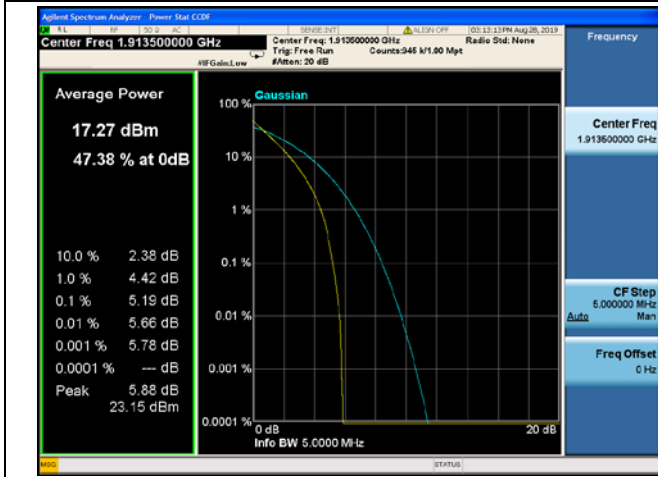 Agilent Spectrum Analyzer - Power Stat CCDF
RL RF 50 Ω AC SENSE:INT ALIGN OFF 03:13:13PM Aug 28, 2019
Center Freq 1.913500000 GHz
Center Freq: 1.913500000 GHz Radio Std: None
Trig: Free Run Counts:945 k/1.00 Mpt
#IFGain:Low #Atten: 20 dB
Frequency
Average Power
17.27 dBm
47.38 % at 0dB
10.0 % 2.38 dB
1.0 % 4.42 dB
0.1 % 5.19 dB
0.01 % 5.66 dB
0.001 % 5.78 dB
0.0001 % --- dB
Peak 5.88 dB
23.15 dBm
Gaussian
100 %
10 %
1 %
0.1 %
0.01 %
0.001 %
0.0001 %
0 dB 20 dB
Info BW 5.0000 MHz
Center Freq
1.913500000 GHz
CF Step
5.000000 MHz
Auto Man
Freq Offset
0 Hz
MSG STATUS